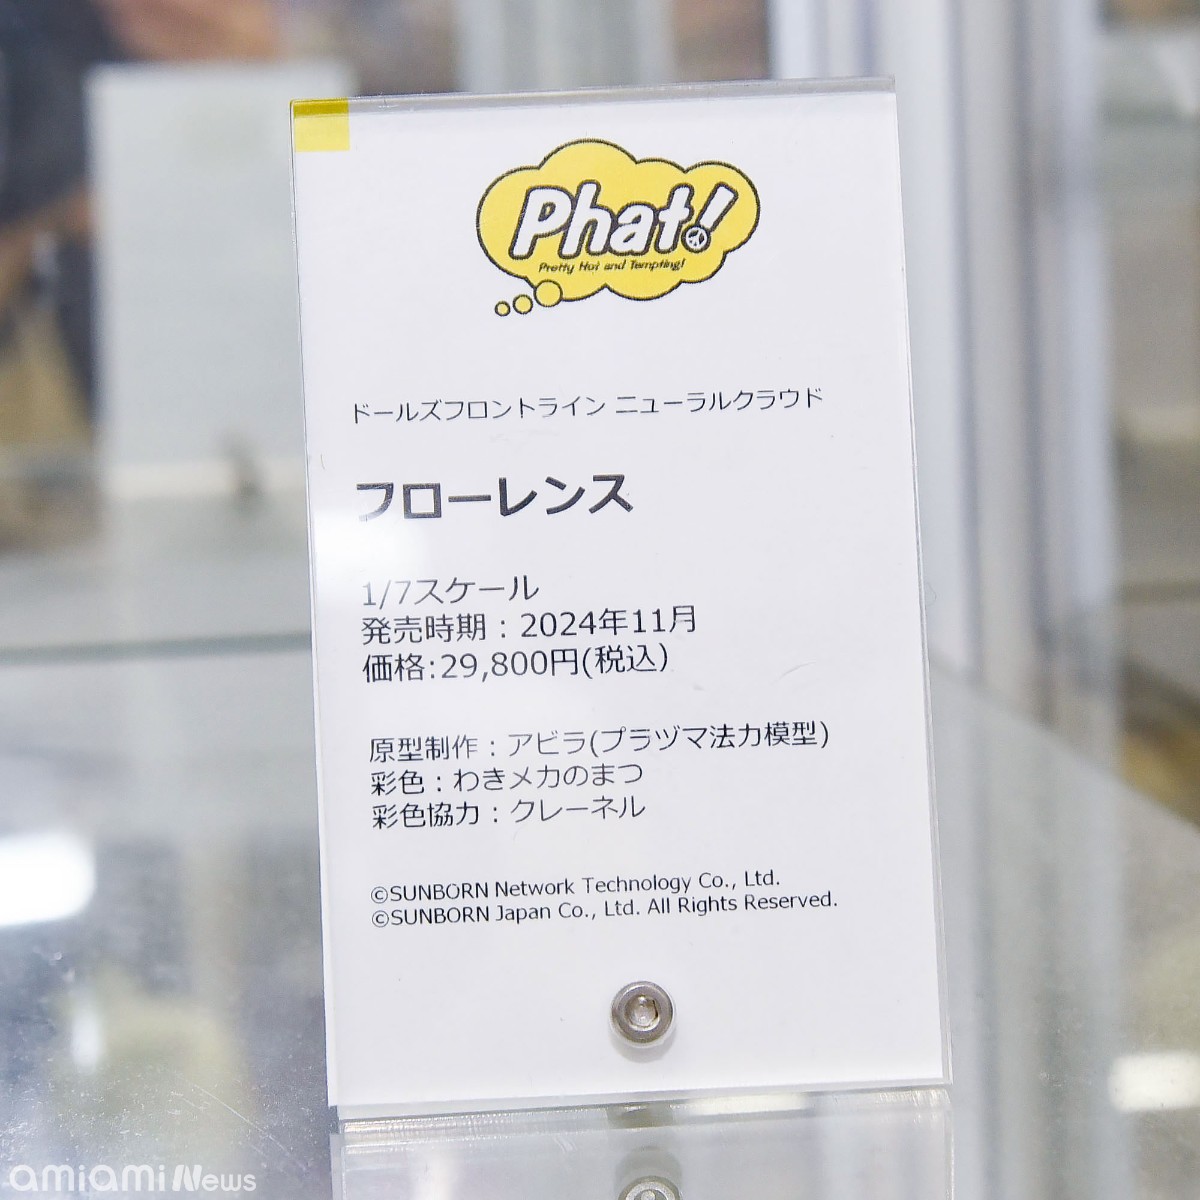 Phat!
Pretty Hot and Tempting!
ドールズフロントライン ニューラルクラウド
フローレンス
1/7スケール
発売時期：2024年11月
価格:29,800円(税込)
原型制作：アビラ(プラヅマ法力模型)
彩色：わきメカのまつ
彩色協力：クレーネル
©SUNBORN Network Technology Co., Ltd.
©SUNBORN Japan Co., Ltd. All Rights Reserved.
amiami News